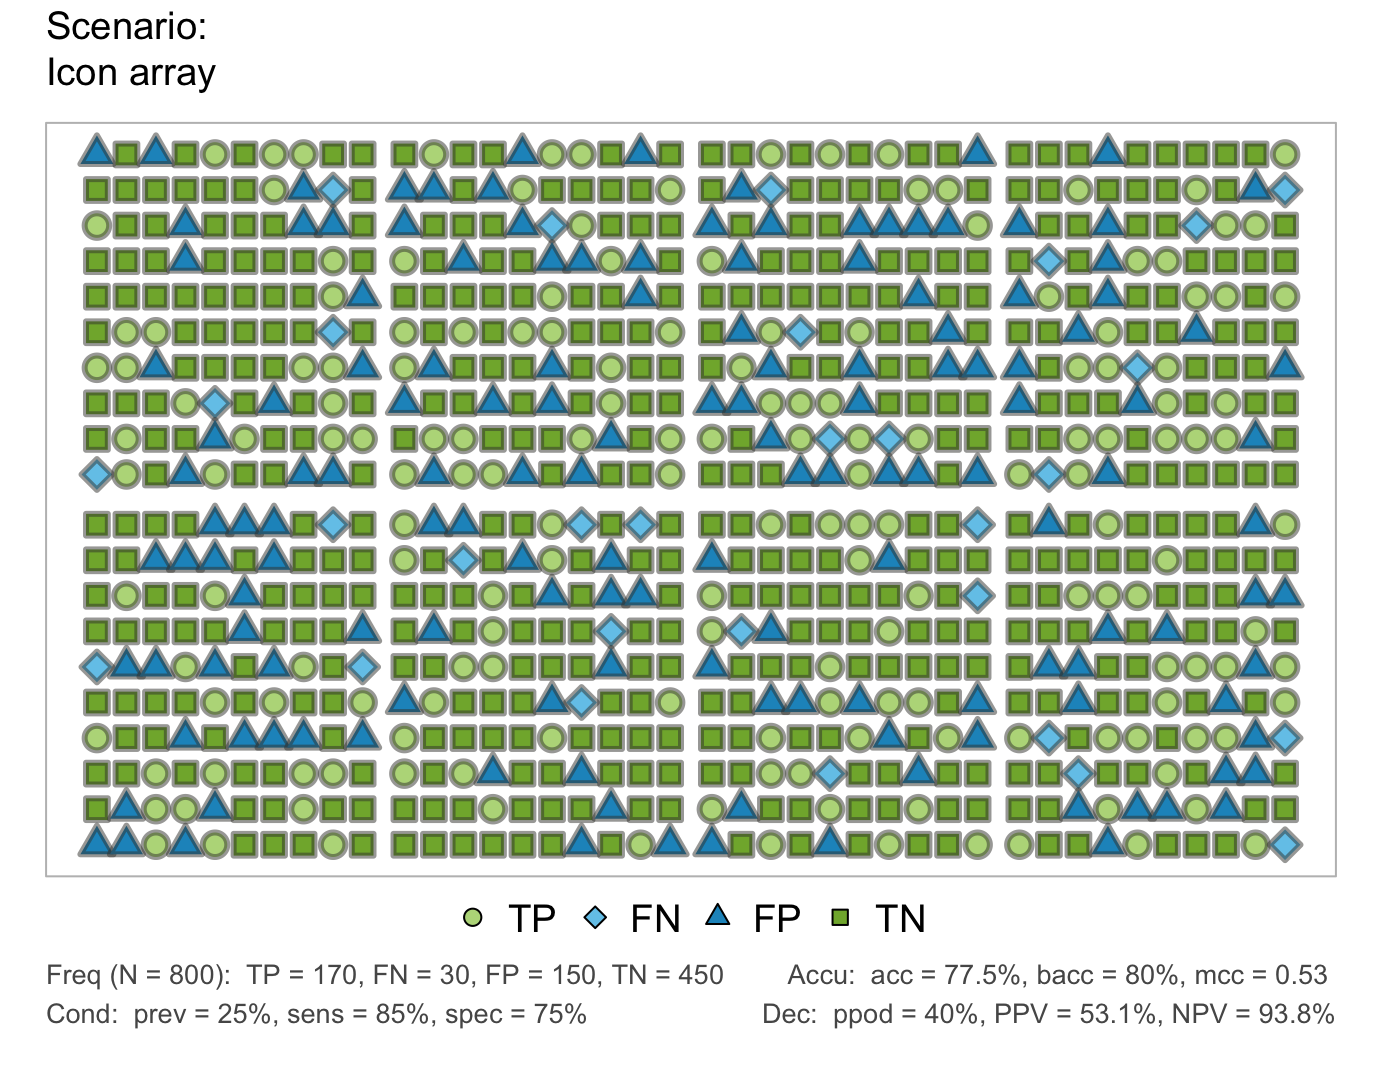 Scenario:
Icon array
TP FN FP TN
Freq (N = 800): TP = 170, FN = 30, FP = 150, TN = 450 Accu: acc = 77.5%, bacc = 80%, mcc = 0.53
Cond: prev = 25%, sens = 85%, spec = 75% Dec: ppod = 40%, PPV = 53.1%, NPV = 93.8%